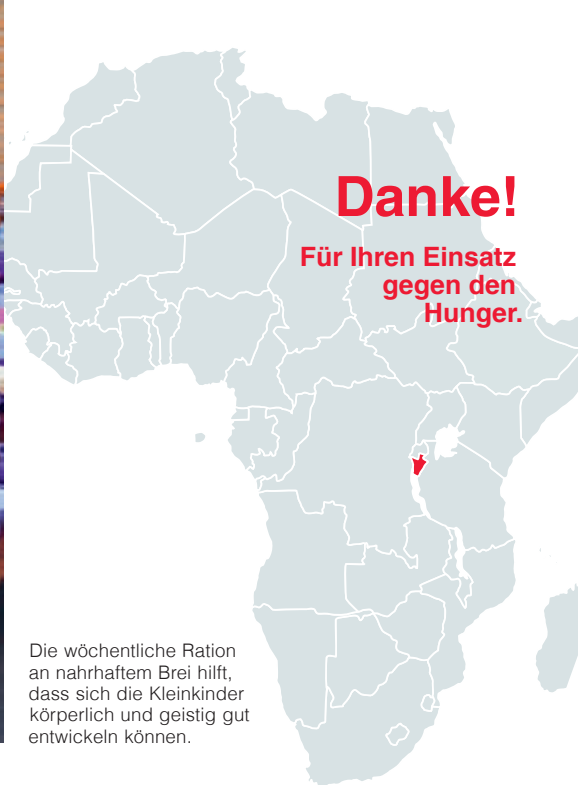 Danke!
Für Ihren Einsatz
gegen den
Hunger.
Die wöchentliche Ration
an nahrhaftem Brei hilft,
dass sich die Kleinkinder
körperlich und geistig gut
entwickeln können.